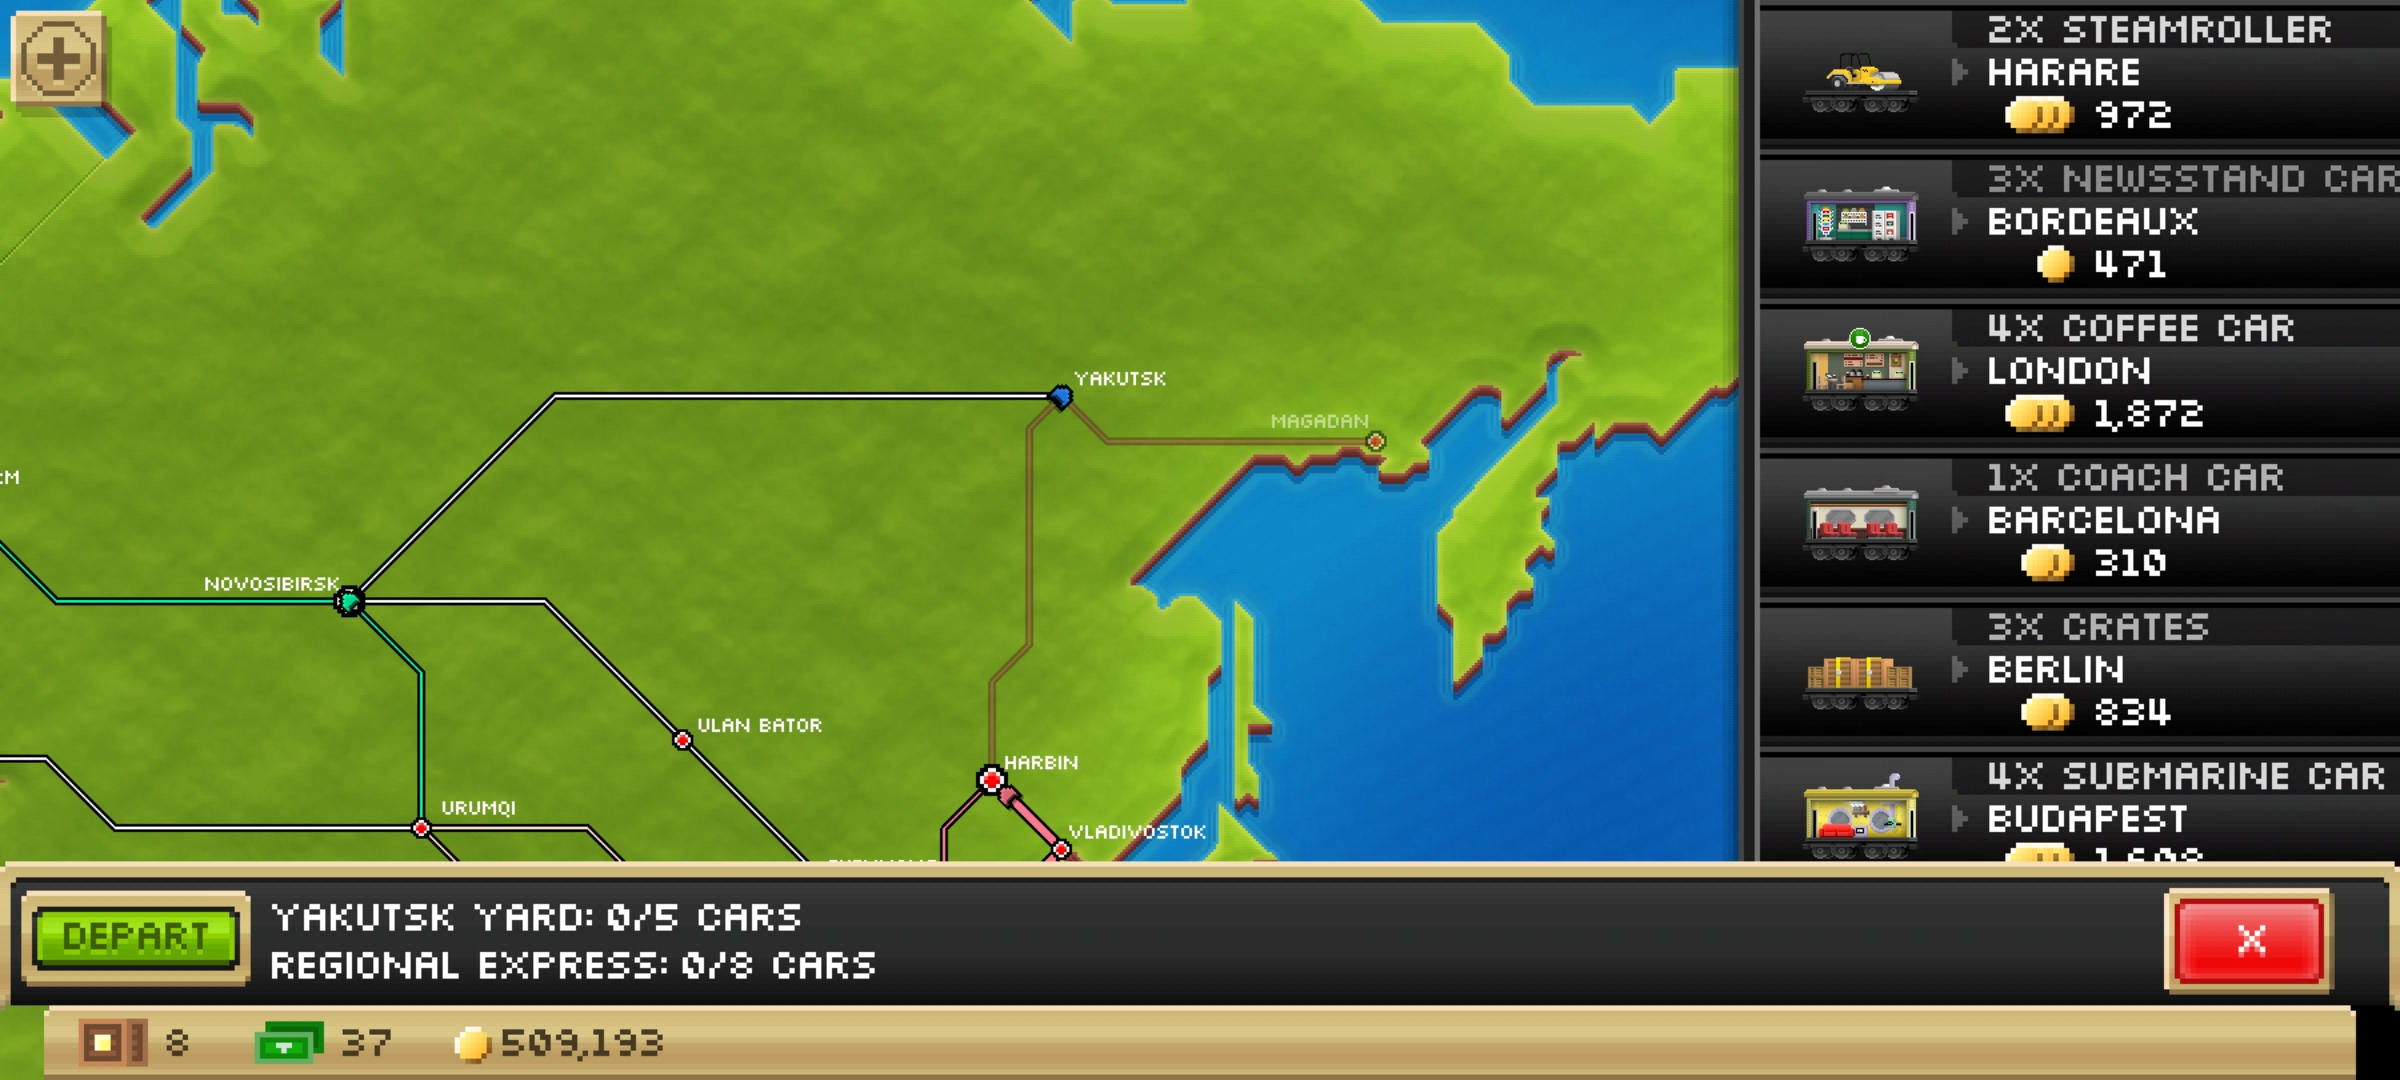 2X STEAMROLLER
HARARE
972
3X NEWSSTAND CAR
BORDEAUX
471
4X COFFEE CAR
LONDON
1,872
1X COACH CAR
BARCELONA
310
3X CRATES
BERLIN
834
4X SUBMARINE CAR
BUDAPEST
YAKUTSK
MAGADAN
NOVOSIBIRSK
ULAN BATOR
HARBIN
URUMQI
VLADIVOSTOK
DEPART
YAKUTSK YARD: 0/5 CARS
REGIONAL EXPRESS: 0/8 CARS
X
8
37
509,193